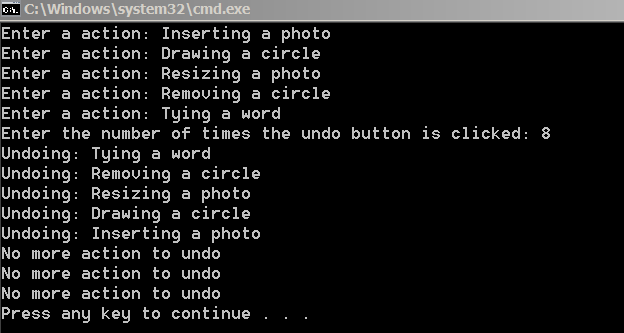 C:\Windows\system32\cmd.exe
Enter a action: Inserting a photo
Enter a action: Drawing a circle
Enter a action: Resizing a photo
Enter a action: Removing a circle
Enter a action: Tying a word
Enter the number of times the undo button is clicked: 8
Undoing: Tying a word
Undoing: Removing a circle
Undoing: Resizing a photo
Undoing: Drawing a circle
Undoing: Inserting a photo
No more action to undo
No more action to undo
No more action to undo
Press any key to continue . . .